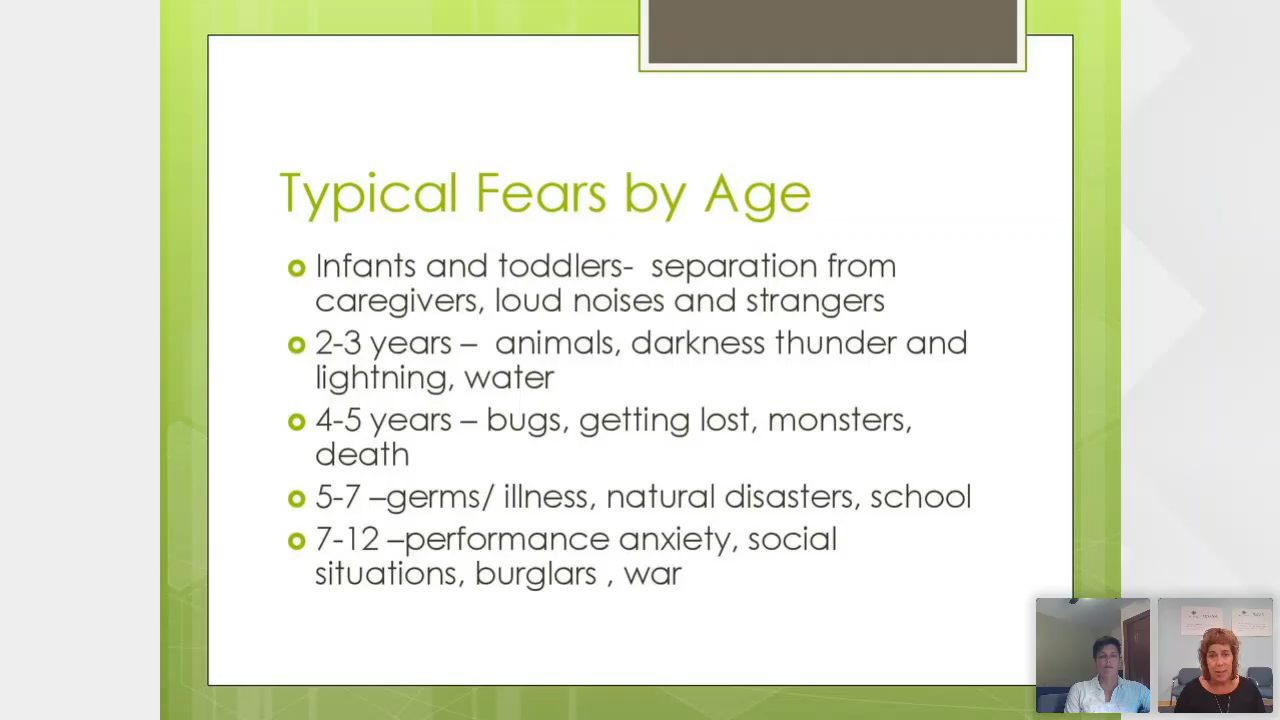 Typical Fears by Age
Infants and toddlers-  separation from
caregivers, loud noises and strangers
2-3 years –  animals, darkness thunder and
lightning, water
4-5 years – bugs, getting lost, monsters,
death
5-7 –germs/ illness, natural disasters, school
7-12 –performance anxiety, social
situations, burglars , war